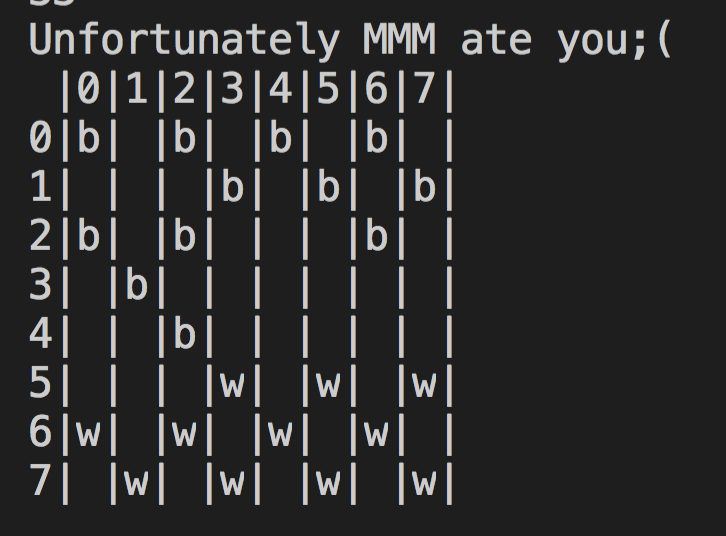 Unfortunately MMM ate you;(
 |0|1|2|3|4|5|6|7|
0|b| |b| |b| |b| |
1| | | |b| |b| |b|
2|b| |b| | | |b| |
3| |b| | | | | | |
4| | |b| | | | | |
5| | | |w| |w| |w|
6|w| |w| |w| |w| |
7| |w| |w| |w| |w|